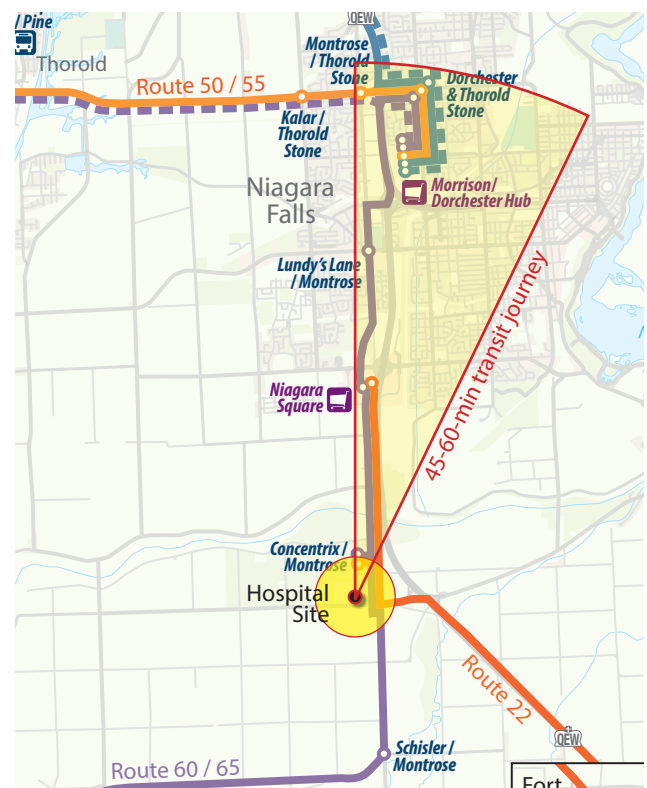 / Pine
Thorold
QEW
Montrose
/ Thorold
Stone
Route 50 / 55
Dorchester
& Thorold
Stone
Kalar /
Thorold
Stone
Niagara
Falls
Morrison/
Dorchester Hub
Lundy's Lane
/ Montrose
45-60-min transit journey
Niagara
Square
Concentrix /
Montrose
Hospital
Site
Route 22
QEW
Schisler /
Montrose
Route 60 / 65
Fort